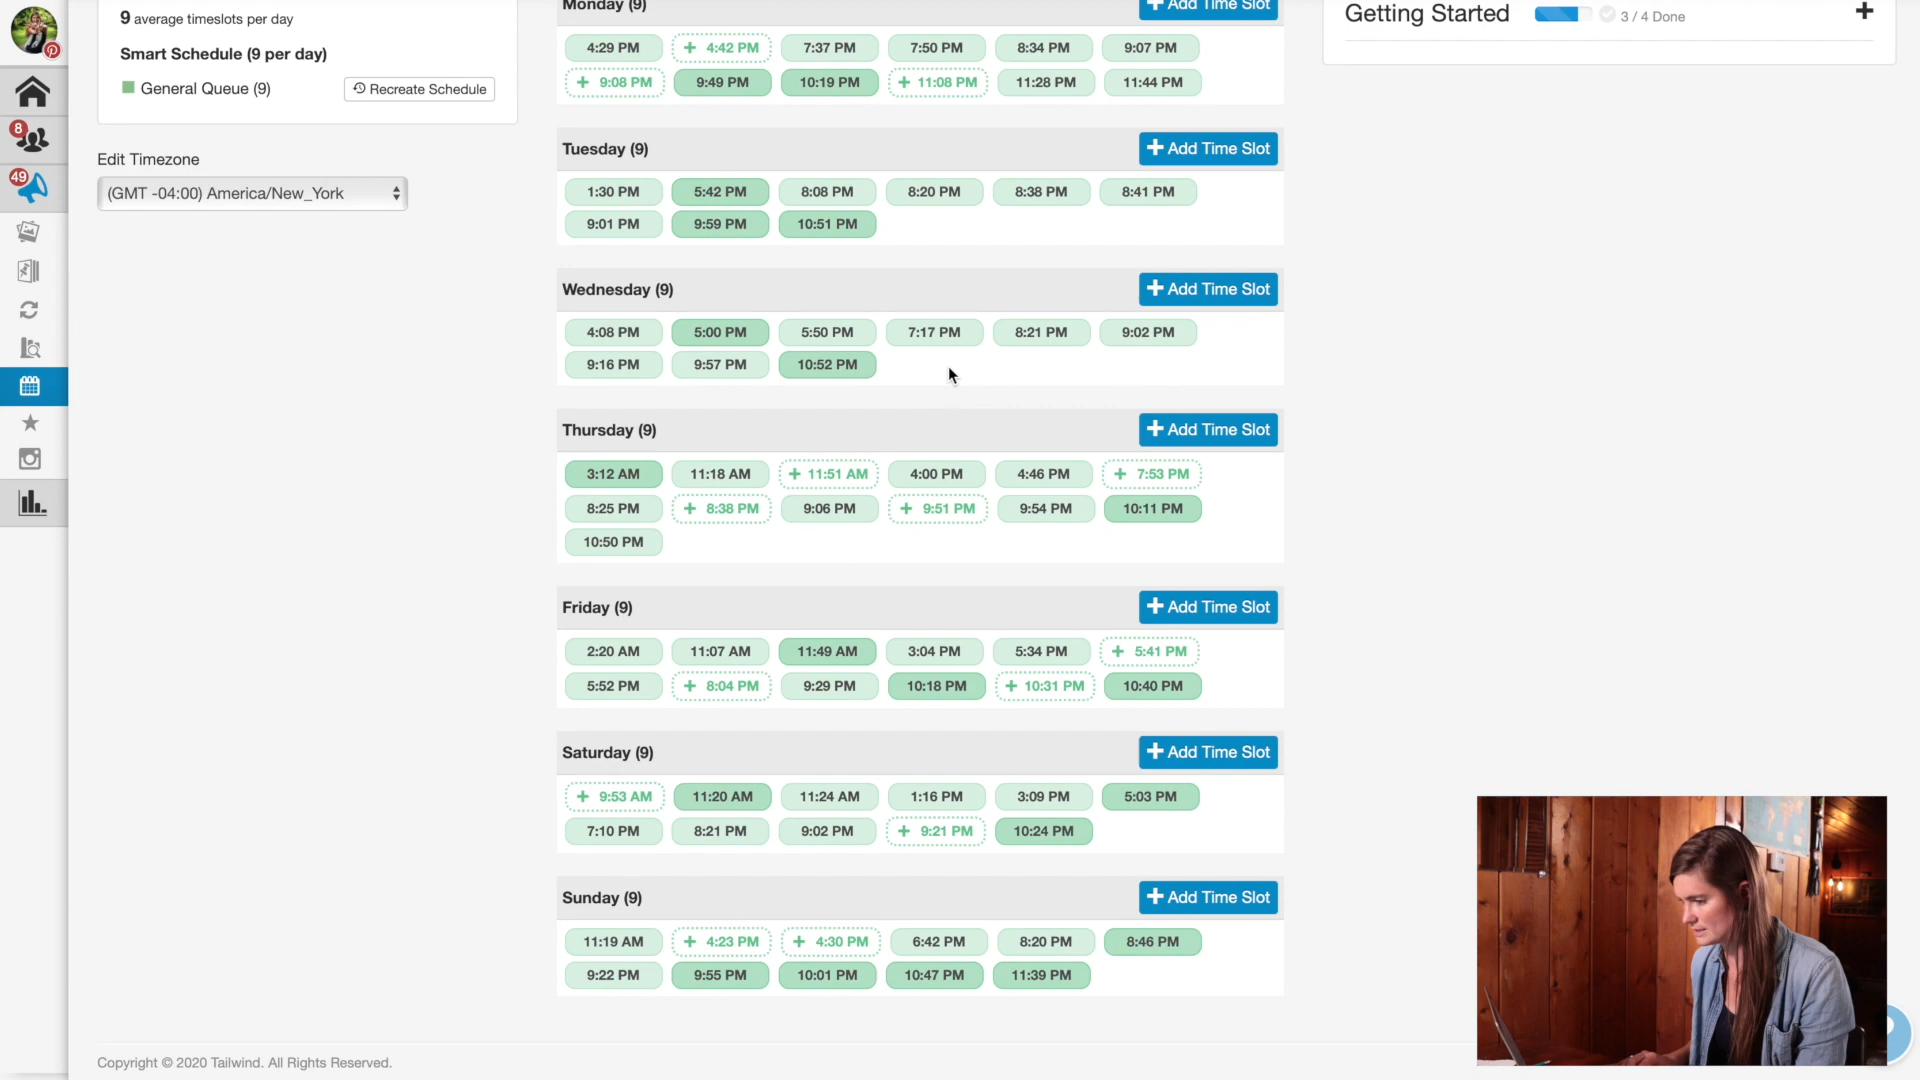 9 average timeslots per day
Smart Schedule (9 per day)
General Queue (9)
Recreate Schedule
Edit Timezone
(GMT -04:00) America/New_York
8
49
Monday (9)
+ Add Time Slot
4:29 PM + 4:42 PM 7:37 PM 7:50 PM 8:34 PM 9:07 PM
+ 9:08 PM 9:49 PM 10:19 PM + 11:08 PM 11:28 PM 11:44 PM
Tuesday (9)
+ Add Time Slot
1:30 PM 5:42 PM 8:08 PM 8:20 PM 8:38 PM 8:41 PM
9:01 PM 9:59 PM 10:51 PM
Wednesday (9)
+ Add Time Slot
4:08 PM 5:00 PM 5:50 PM 7:17 PM 8:21 PM 9:02 PM
9:16 PM 9:57 PM 10:52 PM
Thursday (9)
+ Add Time Slot
3:12 AM 11:18 AM + 11:51 AM 4:00 PM 4:46 PM + 7:53 PM
8:25 PM + 8:38 PM 9:06 PM + 9:51 PM 9:54 PM 10:11 PM
10:50 PM
Friday (9)
+ Add Time Slot
2:20 AM 11:07 AM 11:49 AM 3:04 PM 5:34 PM + 5:41 PM
5:52 PM + 8:04 PM 9:29 PM 10:18 PM + 10:31 PM 10:40 PM
Saturday (9)
+ Add Time Slot
+ 9:53 AM 11:20 AM 11:24 AM 1:16 PM 3:09 PM 5:03 PM
7:10 PM 8:21 PM 9:02 PM + 9:21 PM 10:24 PM
Sunday (9)
+ Add Time Slot
11:19 AM + 4:23 PM + 4:30 PM 6:42 PM 8:20 PM 8:46 PM
9:22 PM 9:55 PM 10:01 PM 10:47 PM 11:39 PM
Getting Started 3 / 4 Done +
Copyright © 2020 Tailwind. All Rights Reserved.